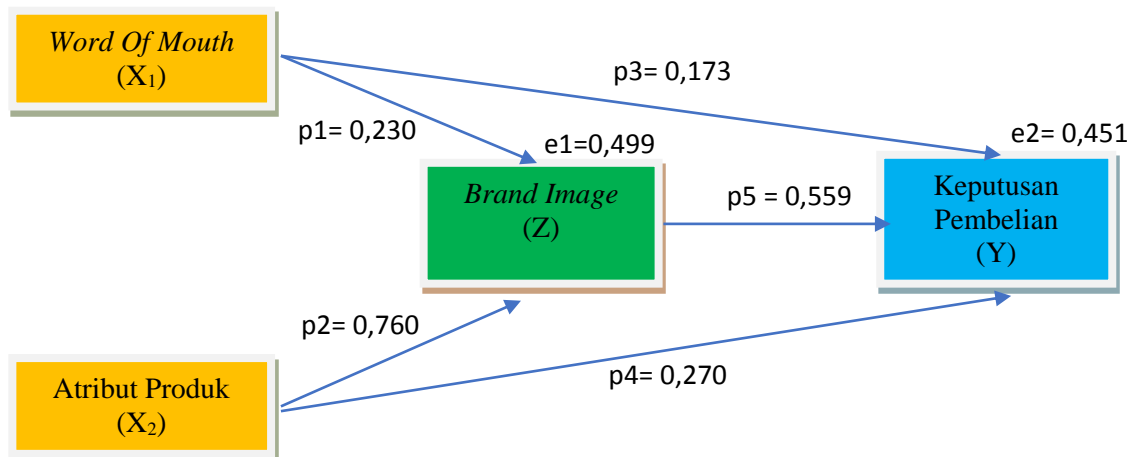 Word Of Mouth
(X₁)
p3= 0,173
p1= 0,230
e1=0,499
e2= 0,451
Brand Image
(Z)
p5 = 0,559
Keputusan
Pembelian
(Y)
p2= 0,760
p4= 0,270
Atribut Produk
(X₂)